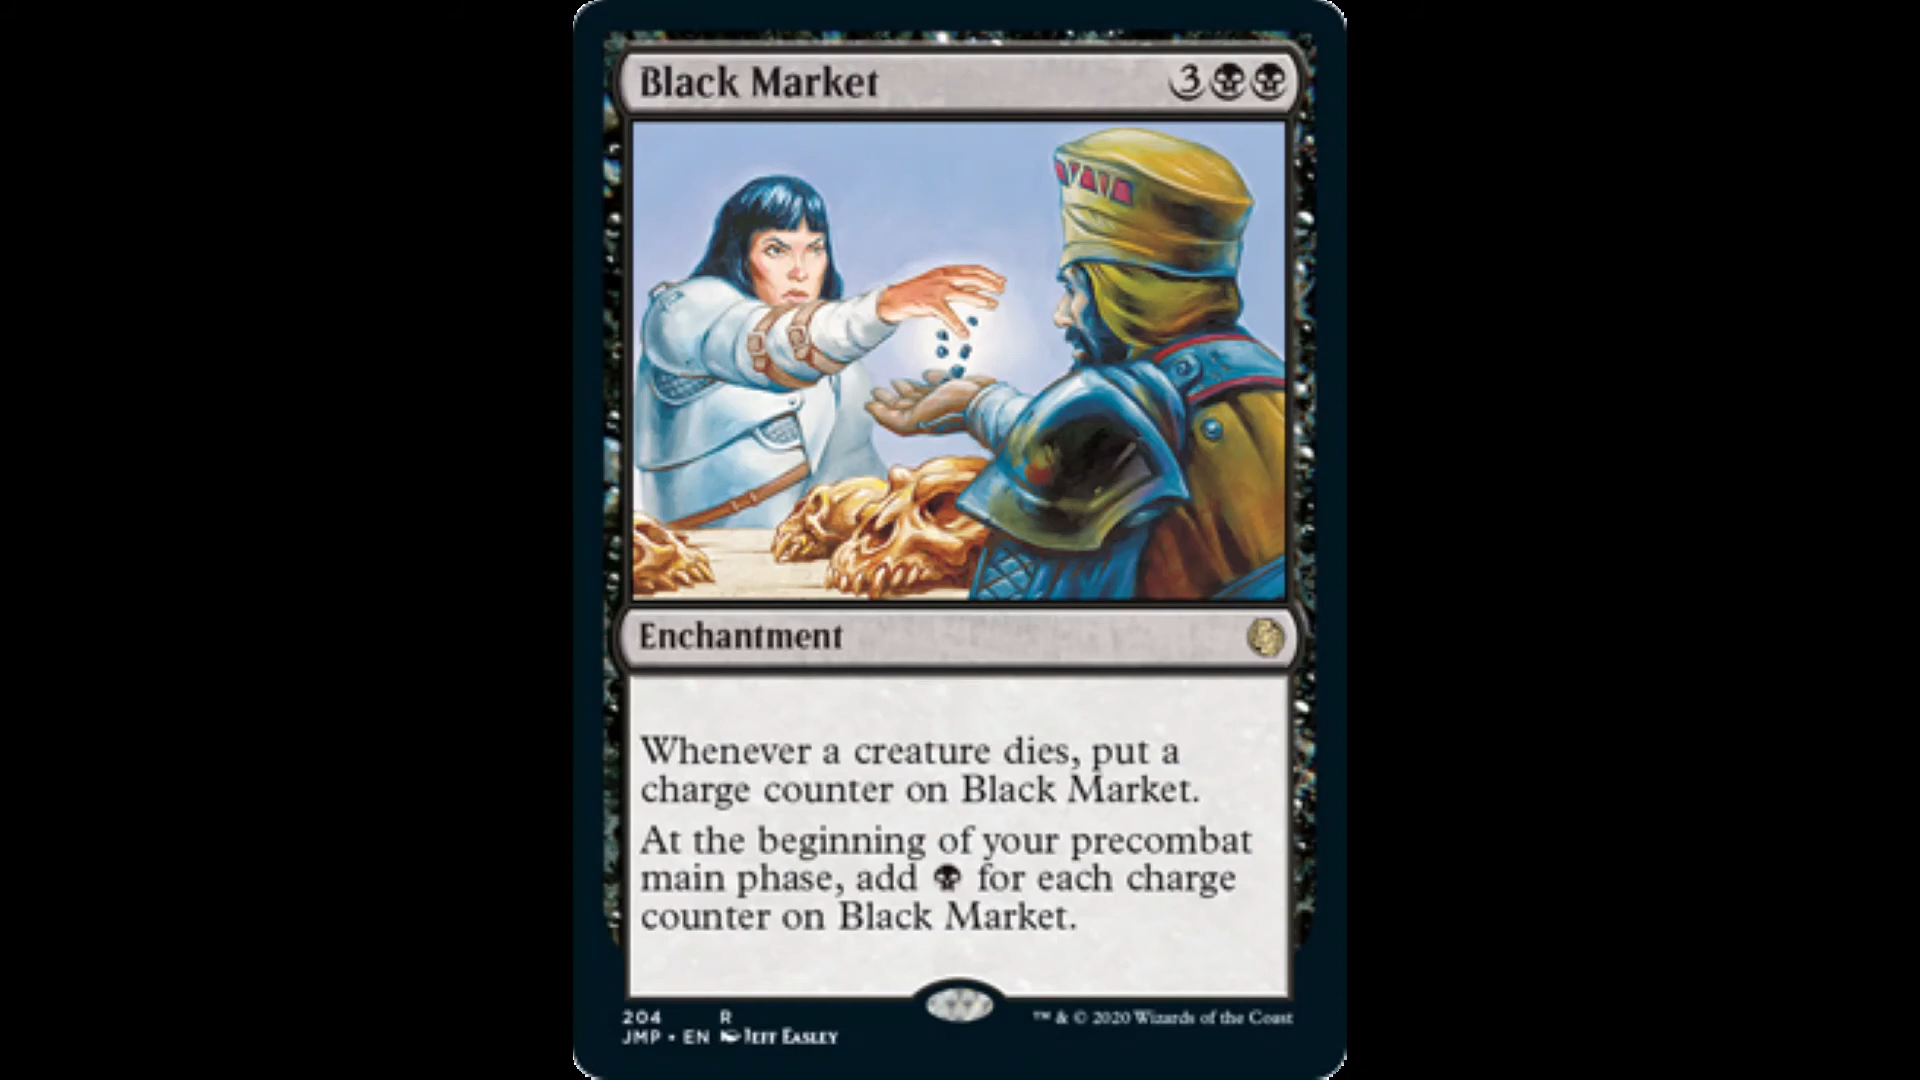 Black Market 3
Enchantment
Whenever a creature dies, put a
charge counter on Black Market.
At the beginning of your precombat
main phase, add for each charge
counter on Black Market.
204 R
JMP • EN Jeff Easley
™ & © 2020 Wizards of the Coast